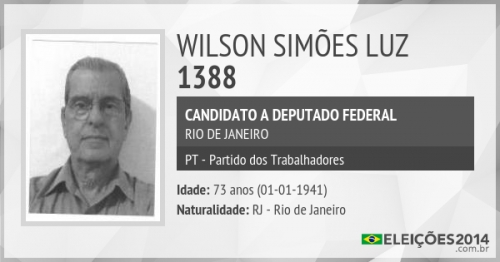 WILSON SIMÕES LUZ
1388
CANDIDATO A DEPUTADO FEDERAL
RIO DE JANEIRO
PT - Partido dos Trabalhadores
Idade: 73 anos (01-01-1941)
Naturalidade: RJ - Rio de Janeiro
ELEIÇÕES2014
.com.br